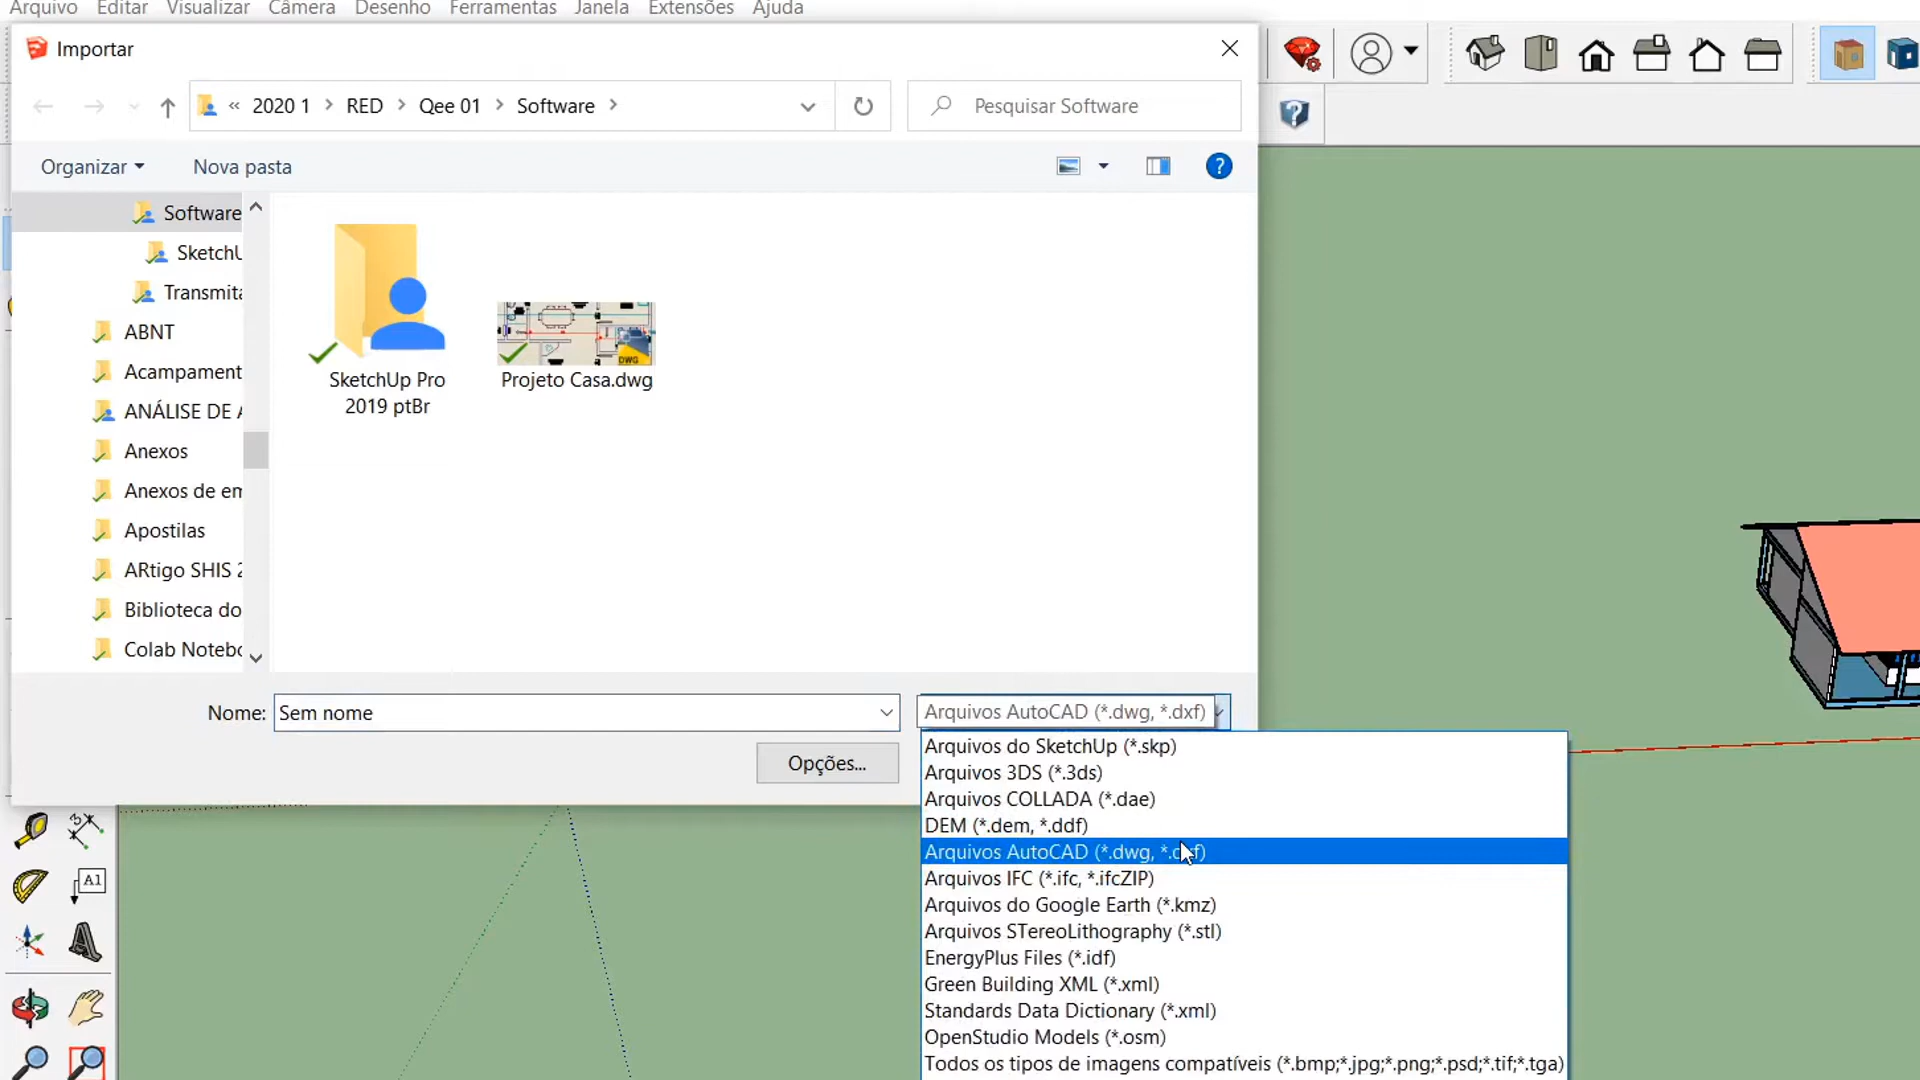 Arquivo Editar Visualizar Câmera Desenho Ferramentas Janela Extensões Ajuda
Importar
« 2020 1 > RED > Qee 01 > Software >
Pesquisar Software
Organizar
Nova pasta
Software
SketchU
Transmita
ABNT
Acampament
ANÁLISE DE A
Anexos
Anexos de em
Apostilas
ARtigo SHIS 2
Biblioteca do
Colab Notebo
SketchUp Pro
2019 ptBr
DWG
Projeto Casa.dwg
Nome: Sem nome
Arquivos AutoCAD (*.dwg, *.dxf)
Opções...
Arquivos do SketchUp (*.skp)
Arquivos 3DS (*.3ds)
Arquivos COLLADA (*.dae)
DEM (*.dem, *.ddf)
Arquivos AutoCAD (*.dwg, *.dxf)
Arquivos IFC (*.ifc, *.ifcZIP)
Arquivos do Google Earth (*.kmz)
Arquivos STereoLithography (*.stl)
EnergyPlus Files (*.idf)
Green Building XML (*.xml)
Standards Data Dictionary (*.xml)
OpenStudio Models (*.osm)
Todos os tipos de imagens compatíveis (*.bmp;*.jpg;*.png;*.psd;*.tif;*.tga)
A1